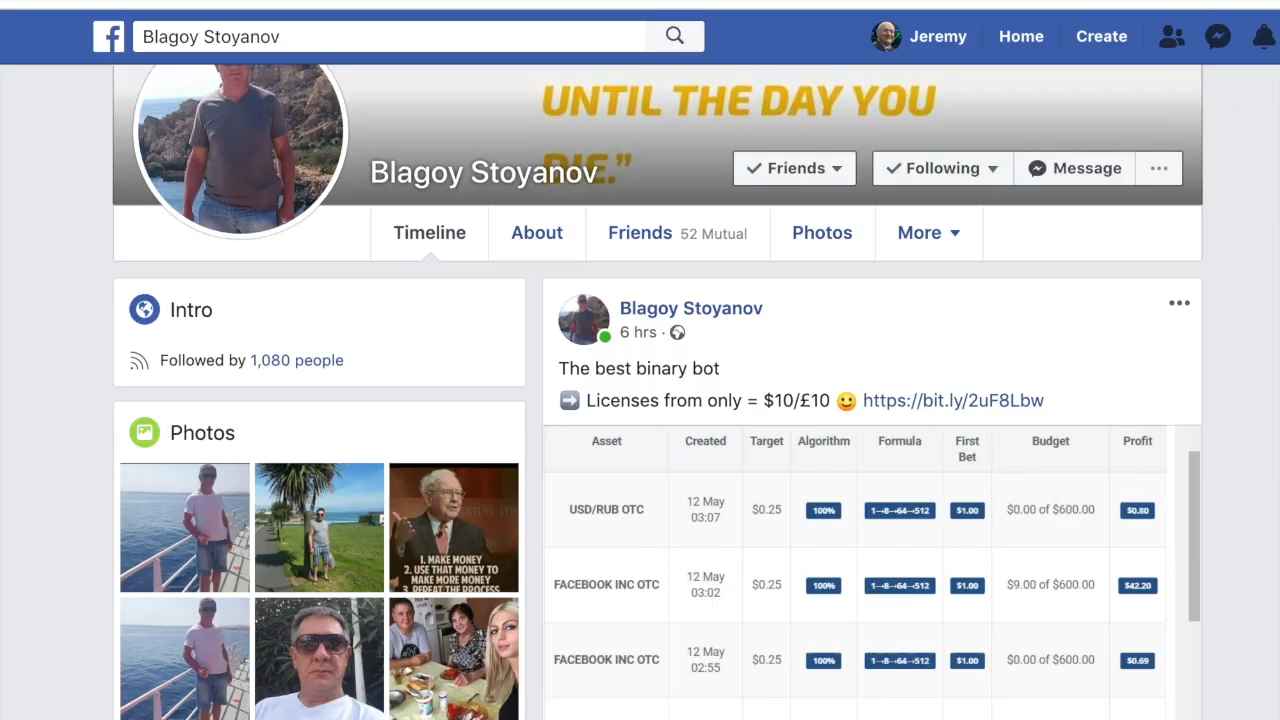 Blagoy Stoyanov
Jeremy
Home
Create
UNTIL THE DAY YOU
DIE."
Blagoy Stoyanov
Friends
Following
Message
Timeline
About
Friends 52 Mutual
Photos
More
Intro
Followed by 1,080 people
Photos
1. MAKE MONEY
2. USE THAT MONEY TO
MAKE MORE MONEY
3. REPEAT THE PROCESS
Blagoy Stoyanov
6 hrs ·
The best binary bot
Licenses from only = $10/£10 https://bit.ly/2uF8Lbw
Asset Created Target Algorithm Formula First Bet Budget Profit
USD/RUB OTC 12 May 03:07 $0.25 100% 1→8→64→512 $1.00 $0.00 of $600.00 $0.80
FACEBOOK INC OTC 12 May 03:02 $0.25 100% 1→8→64→512 $1.00 $9.00 of $600.00 $42.20
FACEBOOK INC OTC 12 May 02:55 $0.25 100% 1→8→64→512 $1.00 $0.00 of $600.00 $0.69